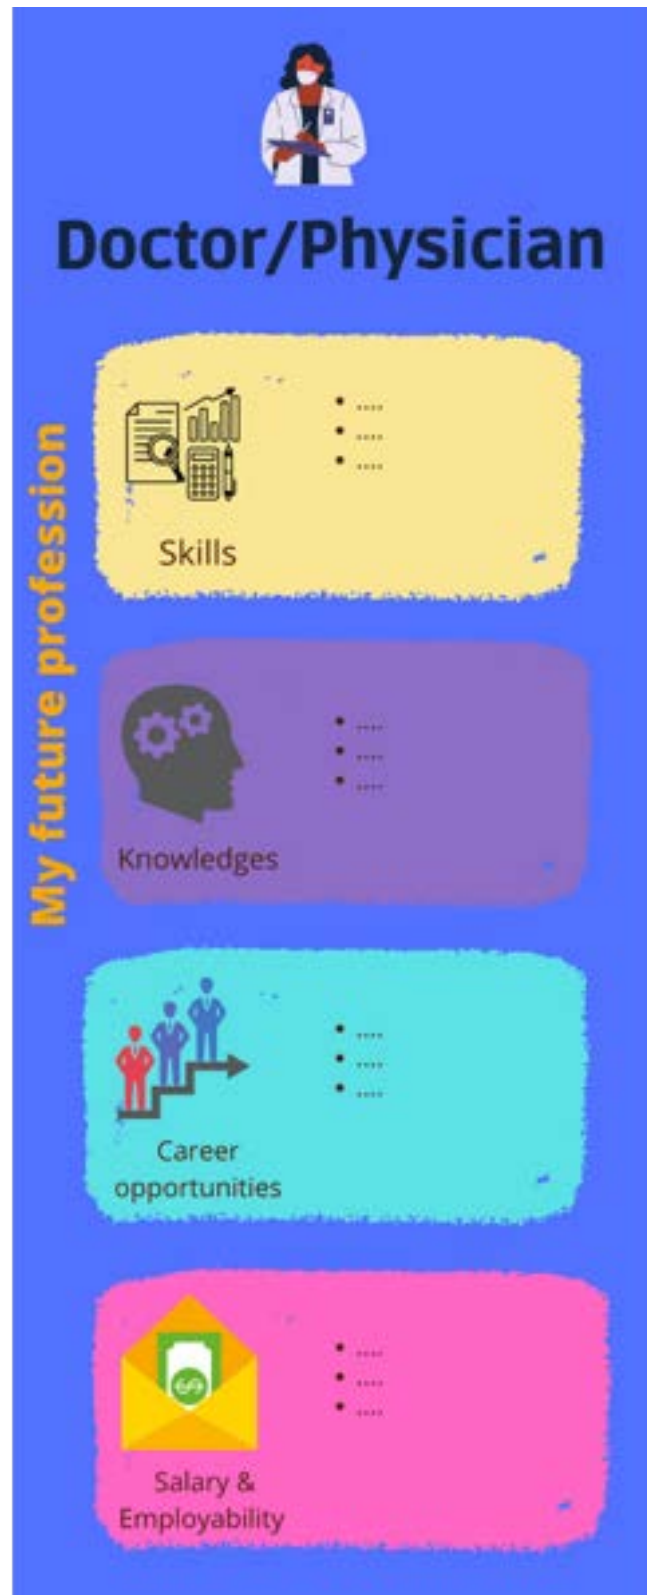 Doctor/Physician
My future profession
• ....
• ....
• ....
Skills
• ....
• ....
• ....
Knowledges
• ....
• ....
• ....
Career
opportunities
• ....
• ....
• ....
Salary &
Employability